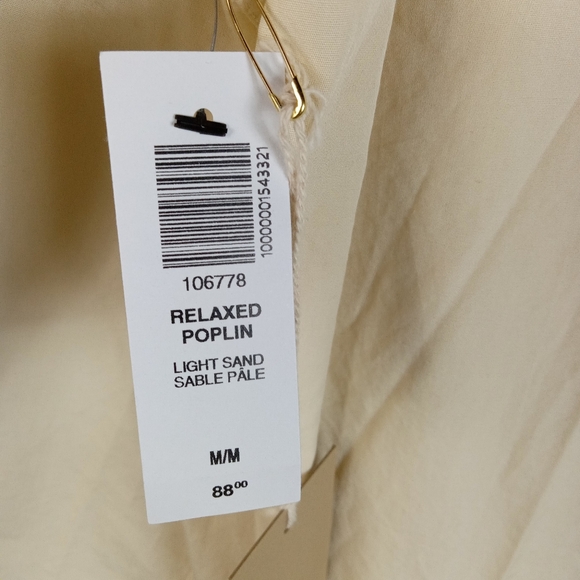 10000001543321
106778
RELAXED
POPLIN
LIGHT SAND
SABLE PÂLE
M/M
88⁰⁰